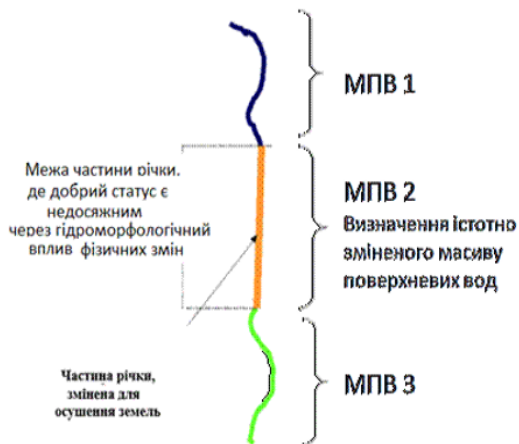 МПВ 1
Межа частини річки,
де добрий статус є
недосяжним
через гідроморфологічний
вплив фізичних змін
МПВ 2
Визначення істотно
зміненого масиву
поверхневих вод
Частина річки,
змінена для
осушення земель
МПВ 3